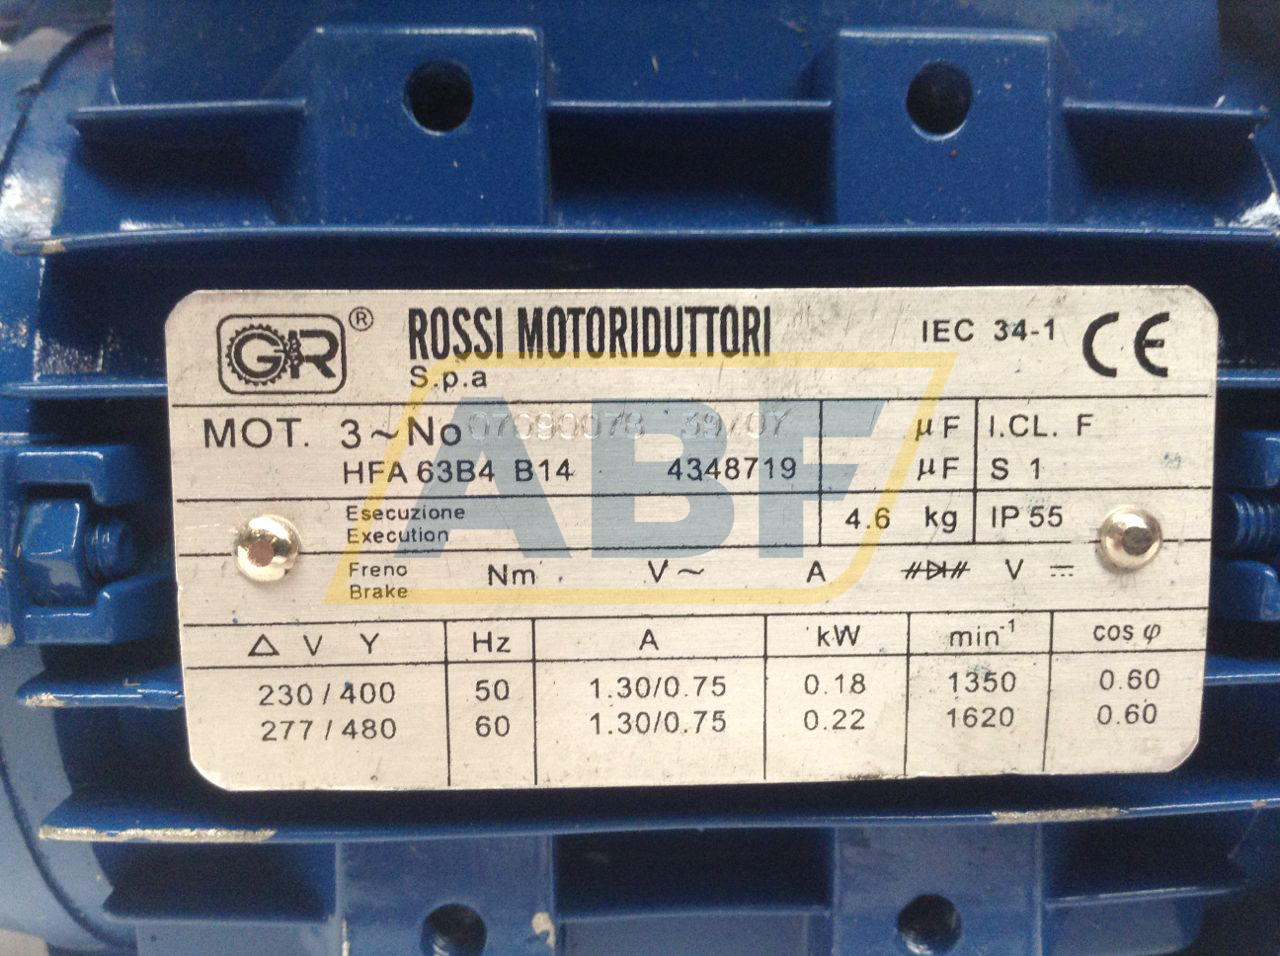 GR ® ROSSI MOTORIDUTTORI IEC 34-1 CE
S.p.a
MOT. 3~No 07090078 39/07 µF I.CL. F
HFA 63B4 B14 4348719 µF S 1
Esecuzione
Execution 4.6 kg IP 55
Freno
Brake Nm V~ A V ⎓
Δ V Y Hz A kW min-1 cos φ
230 / 400 50 1.30/0.75 0.18 1350 0.60
277 / 480 60 1.30/0.75 0.22 1620 0.60
ABF